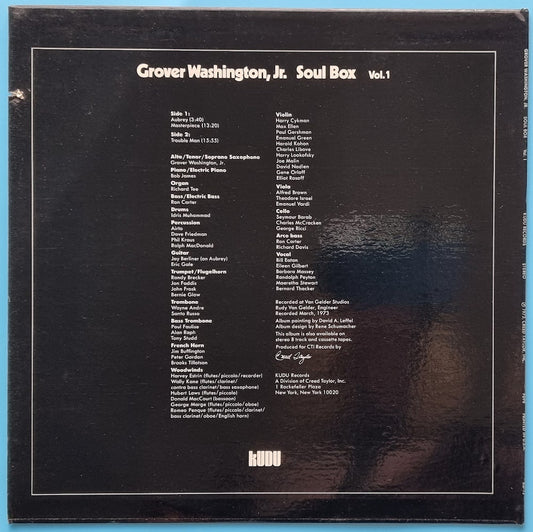 Grover Washington, Jr. Soul Box Vol. 1
Side 1:
Aubrey (3:40)
Masterpiece (13:20)
Side 2:
Trouble Man (15:55)
Alto/Tenor/Soprano Saxophone
Grover Washington, Jr.
Piano/Electric Piano
Bob James
Organ
Richard Tee
Bass/Electric Bass
Ron Carter
Drums
Idris Muhammad
Percussion
Airto
Dave Friedman
Phil Kraus
Ralph MacDonald
Guitar
Jay Berliner (on Aubrey)
Eric Gale
Trumpet/Flugelhorn
Randy Brecker
Jon Faddis
John Frosk
Bernie Glow
Trombone
Wayne Andre
Santo Russo
Bass Trombone
Paul Faulise
Alan Raph
Tony Studd
French Horn
Jim Buffington
Peter Gordon
Brooks Tillotson
Woodwinds
Harvey Estrin (flutes/piccolo/recorder)
Wally Kane (flutes/clarinet/
contra bass clarinet/bass saxophone)
Hubert Laws (flutes/piccolo)
Donald MacCourt (bassoon)
George Marge (flutes/piccolo/oboe)
Romeo Penque (flutes/piccolo/clarinet/
bass clarinet/oboe/English horn)
Violin
Harry Cykman
Max Ellen
Paul Gershman
Emanuel Green
Harold Kohon
Charles Libove
Harry Lookofsky
Joe Malin
David Nadien
Gene Orloff
Elliot Rosoff
Viola
Alfred Brown
Theodore Israel
Emanuel Vardi
Cello
Seymour Barab
Charles McCracken
George Ricci
Arco bass
Ron Carter
Richard Davis
Vocal
Bill Eaton
Eileen Gilbert
Barbara Massey
Randolph Peyton
Maeretha Stewart
Bernard Thacker
Recorded at Van Gelder Studios
Rudy Van Gelder, Engineer
Recorded March, 1973
Album painting by David A. Leffel
Album design by Rene Schumacher
This album is also available on
stereo 8 track and cassette tapes.
Produced for CTI Records by
Creed Taylor
KUDU Records
A Division of Creed Taylor, Inc.
1 Rockefeller Plaza
New York, New York 10020
KUDU
GROVER WASHINGTON, JR. SOUL BOX Vol. 1